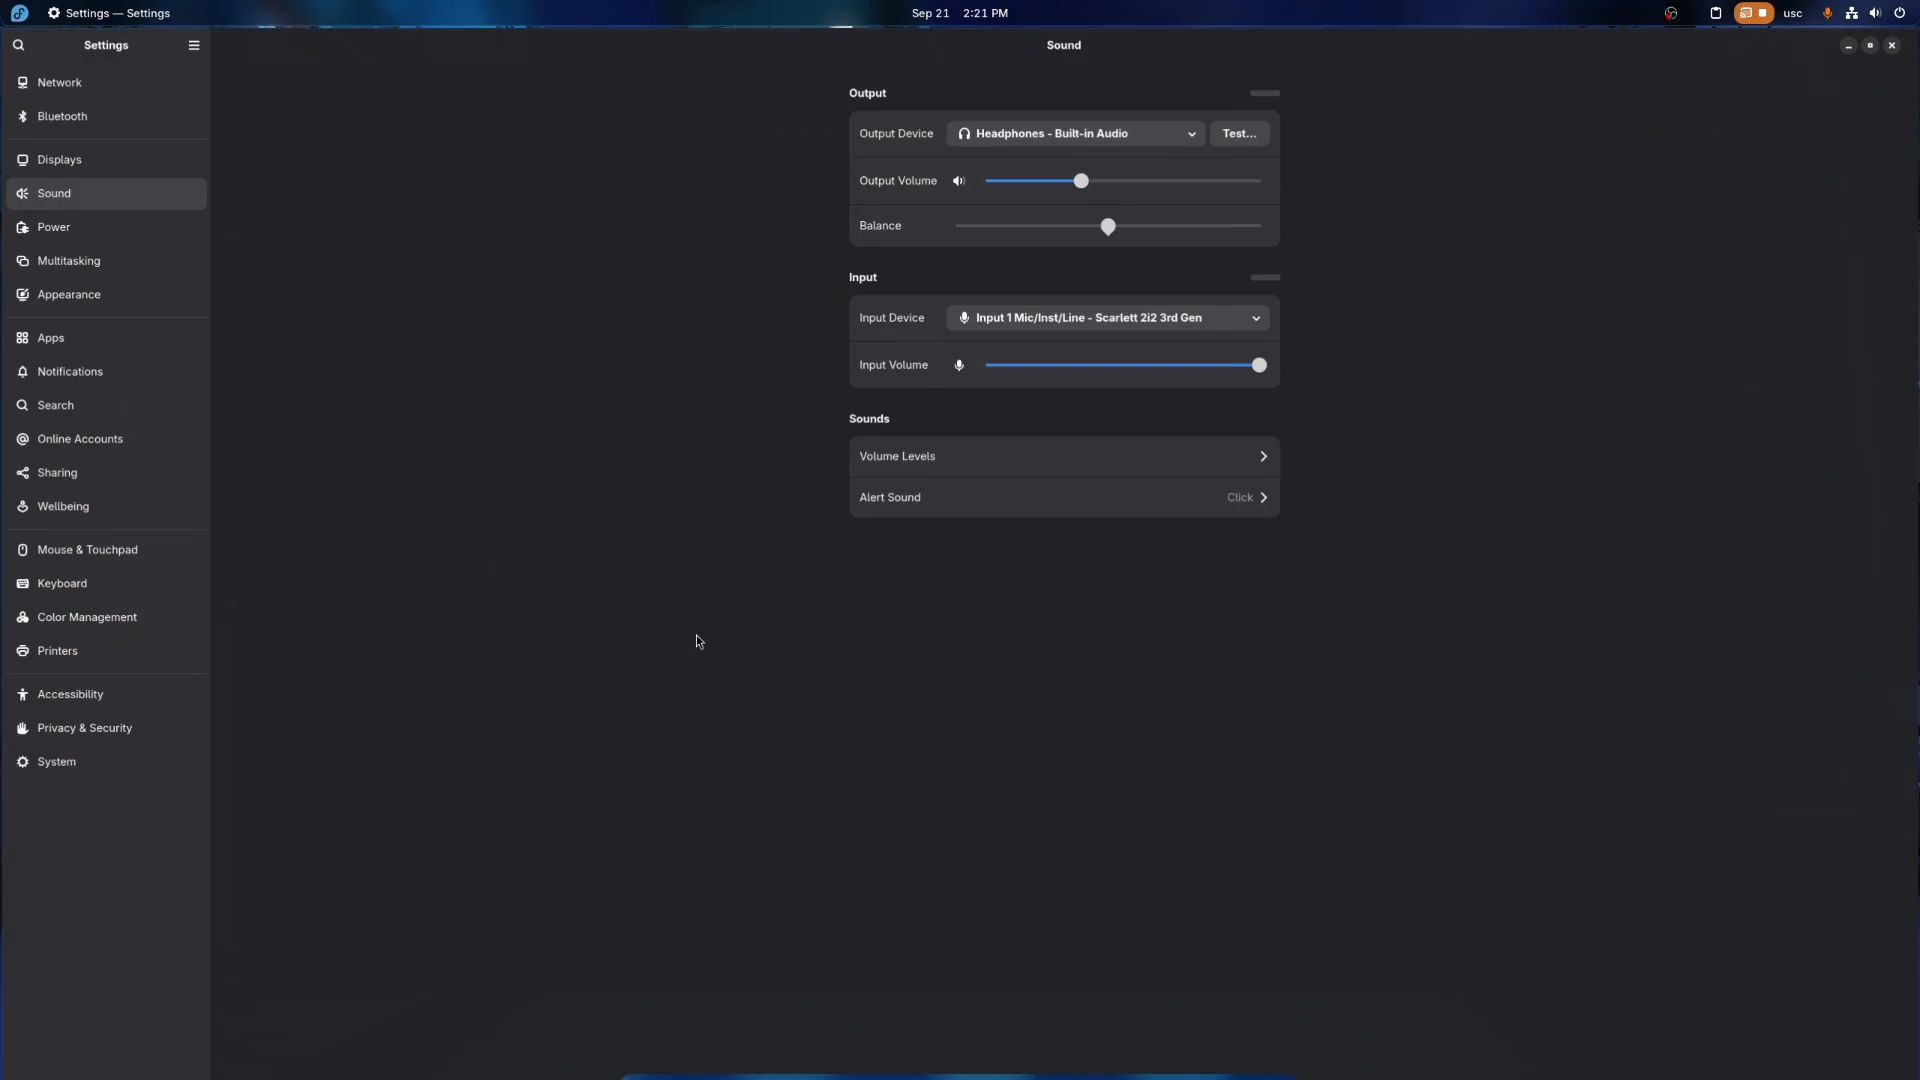 Settings — Settings
Sep 21 2:21 PM
usc
Settings
Sound
Network
Bluetooth
Displays
Sound
Power
Multitasking
Appearance
Apps
Notifications
Search
Online Accounts
Sharing
Wellbeing
Mouse & Touchpad
Keyboard
Color Management
Printers
Accessibility
Privacy & Security
System
Output
Output Device Headphones - Built-in Audio Test...
Output Volume
Balance
Input
Input Device Input 1 Mic/Inst/Line - Scarlett 2i2 3rd Gen
Input Volume
Sounds
Volume Levels
Alert Sound Click